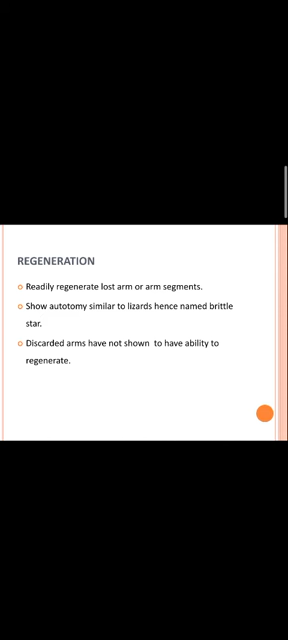 REGENERATION
Readily regenerate lost arm or arm segments.
Show autotomy similar to lizards hence named brittle
star.
Discarded arms have not shown to have ability to
regenerate.